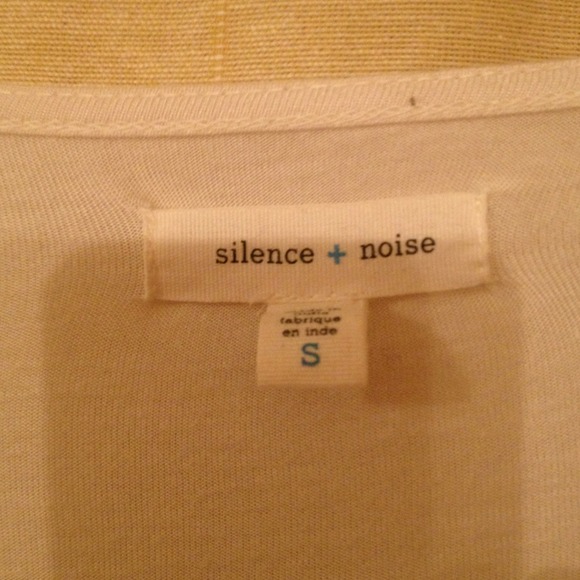 silence + noise
fabrique
en inde
S